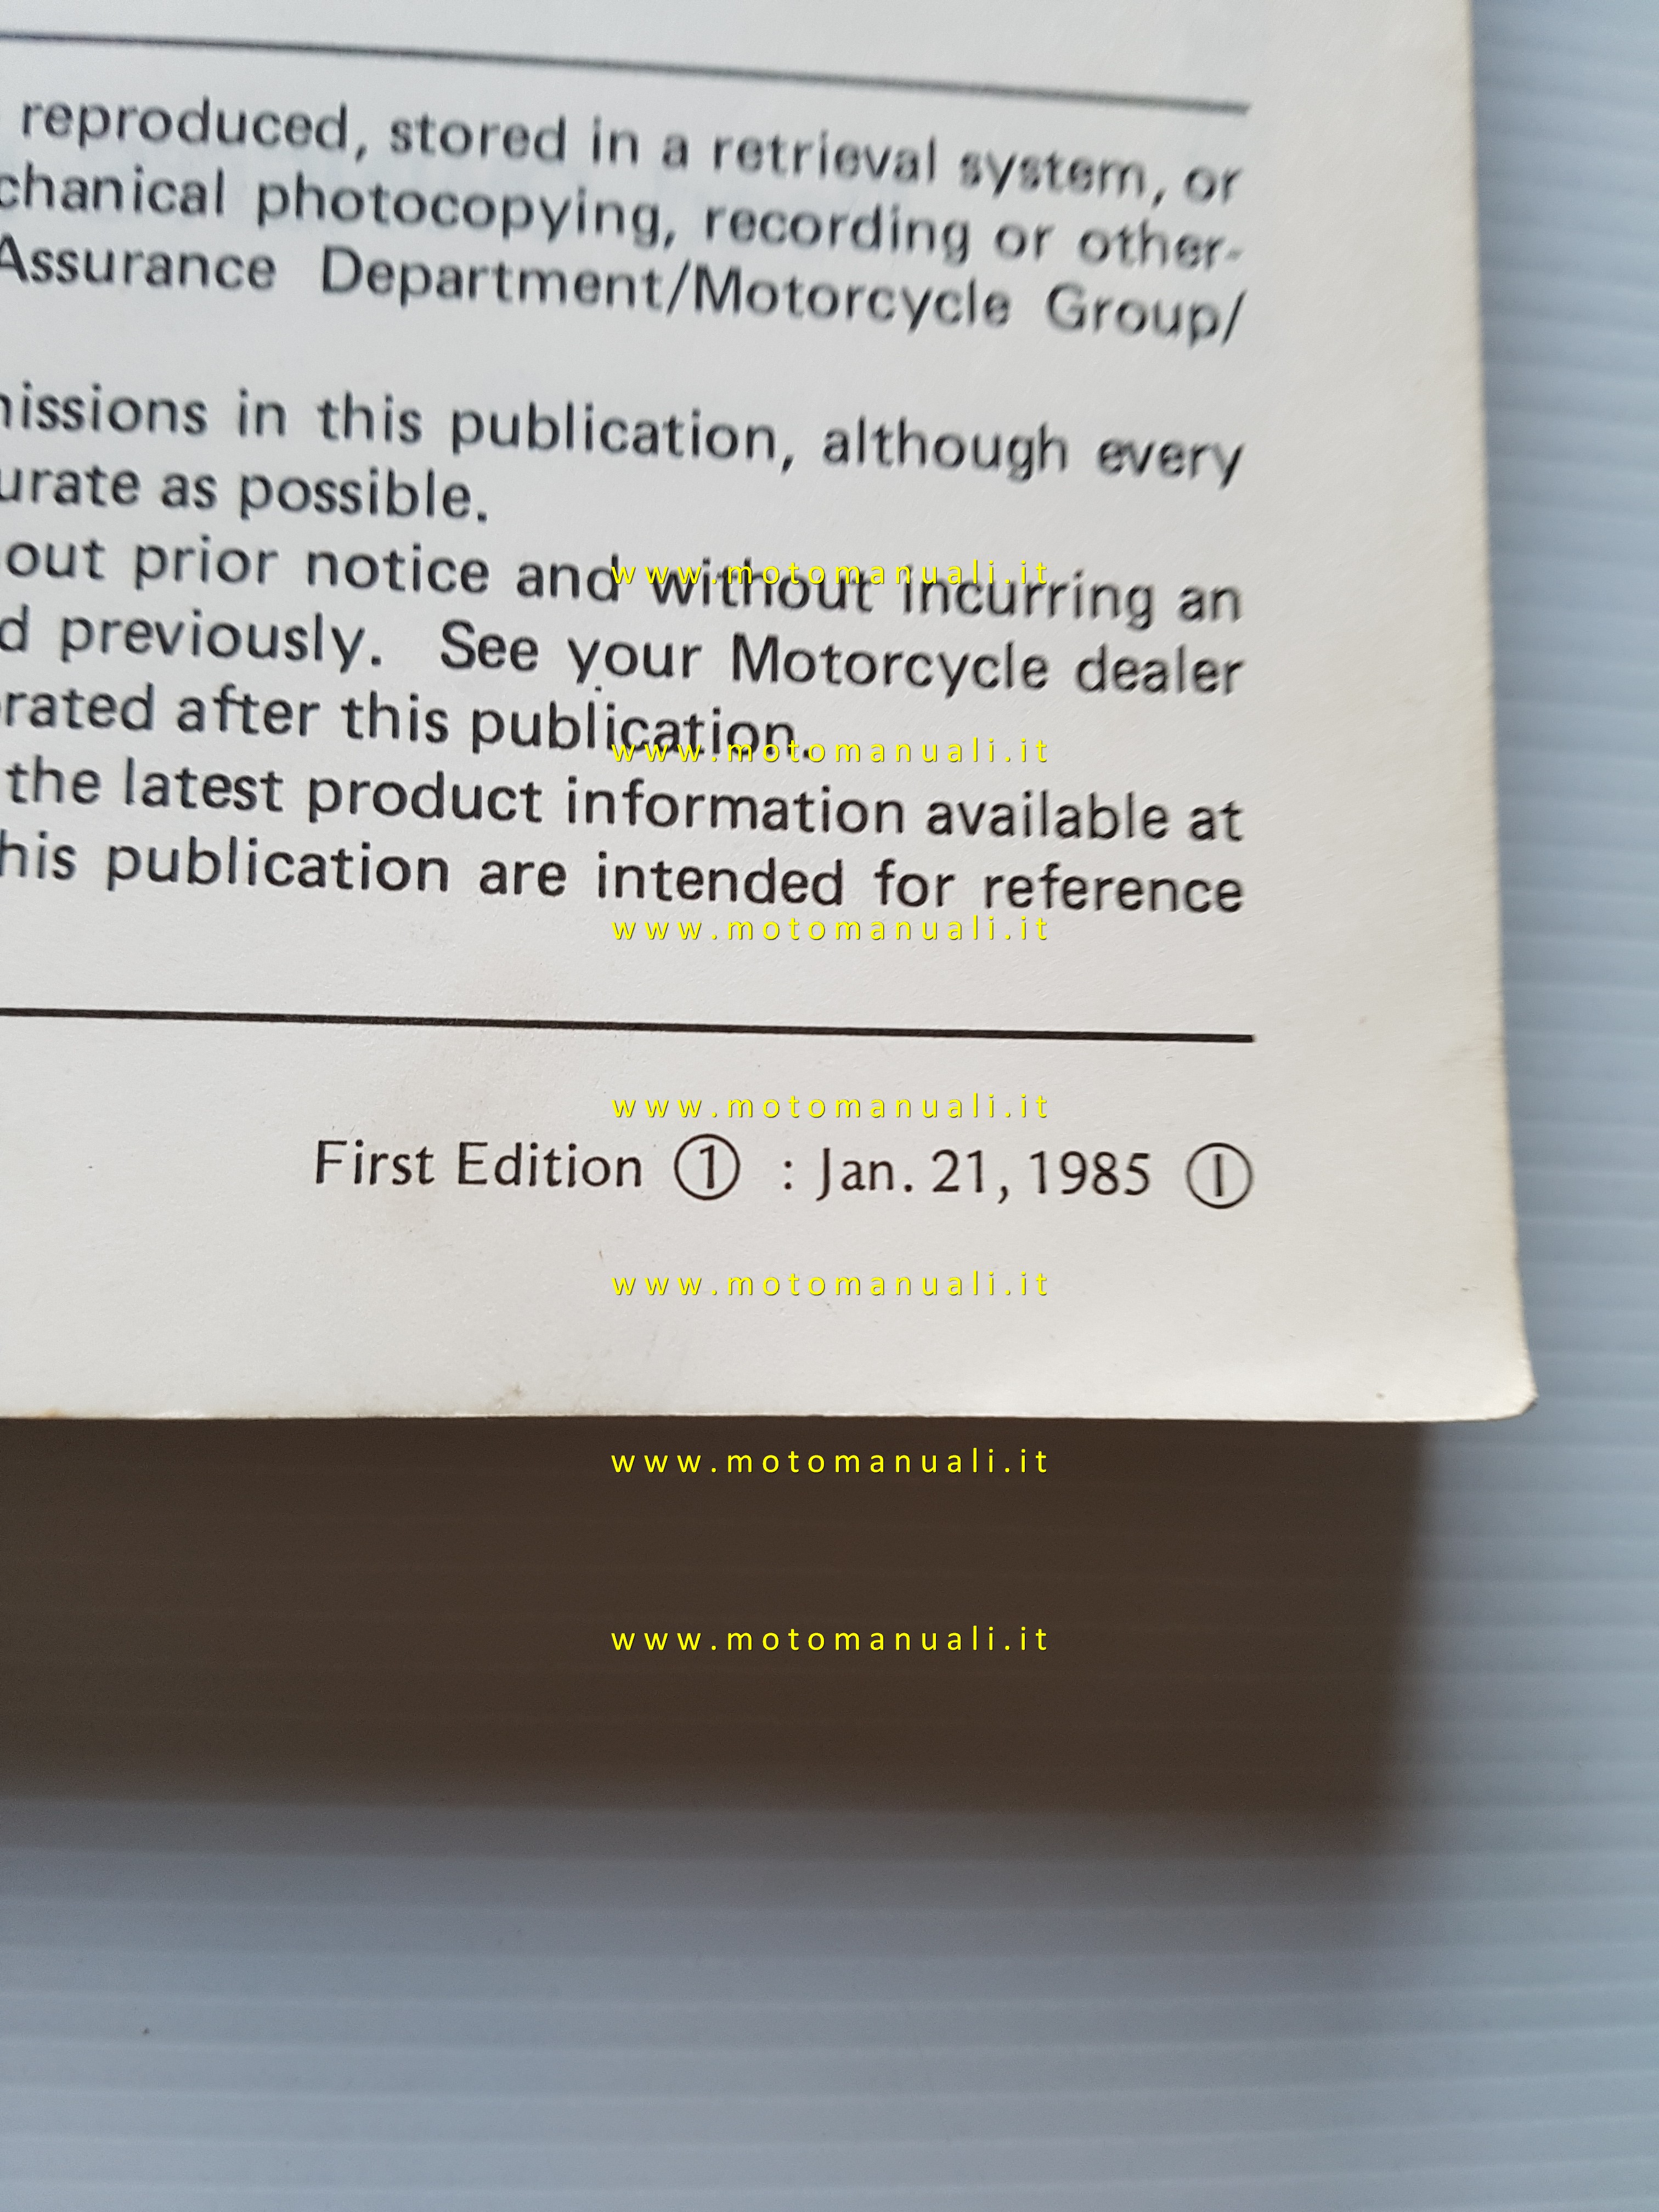 reproduced, stored in a retrieval system, or
chanical photocopying, recording or other-
Assurance Department/Motorcycle Group/
nissions in this publication, although every
urate as possible.
out prior notice and without incurring an
www.motomanuali.it
d previously. See your Motorcycle dealer
rated after this publication.
www.motomanuali.it
the latest product information available at
his publication are intended for reference
www.motomanuali.it
www.motomanuali.it
First Edition ① : Jan. 21, 1985 Ⓘ
www.motomanuali.it
www.motomanuali.it
www.motomanuali.it